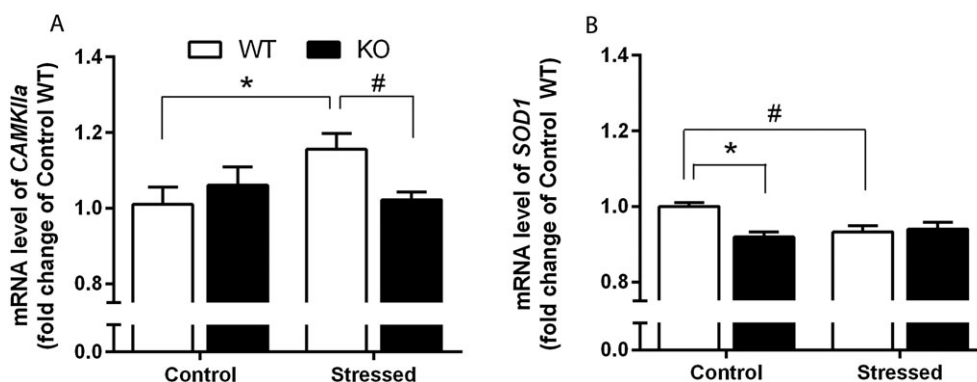 A
WT
KO
mRNA level of CAMKIIa
(fold change of Control WT)
1.4
1.2
1.0
0.8
0.0
*
#
Control
Stressed
B
mRNA level of SOD1
(fold change of Control WT)
1.4
1.2
1.0
0.8
0.0
#
*
Control
Stressed